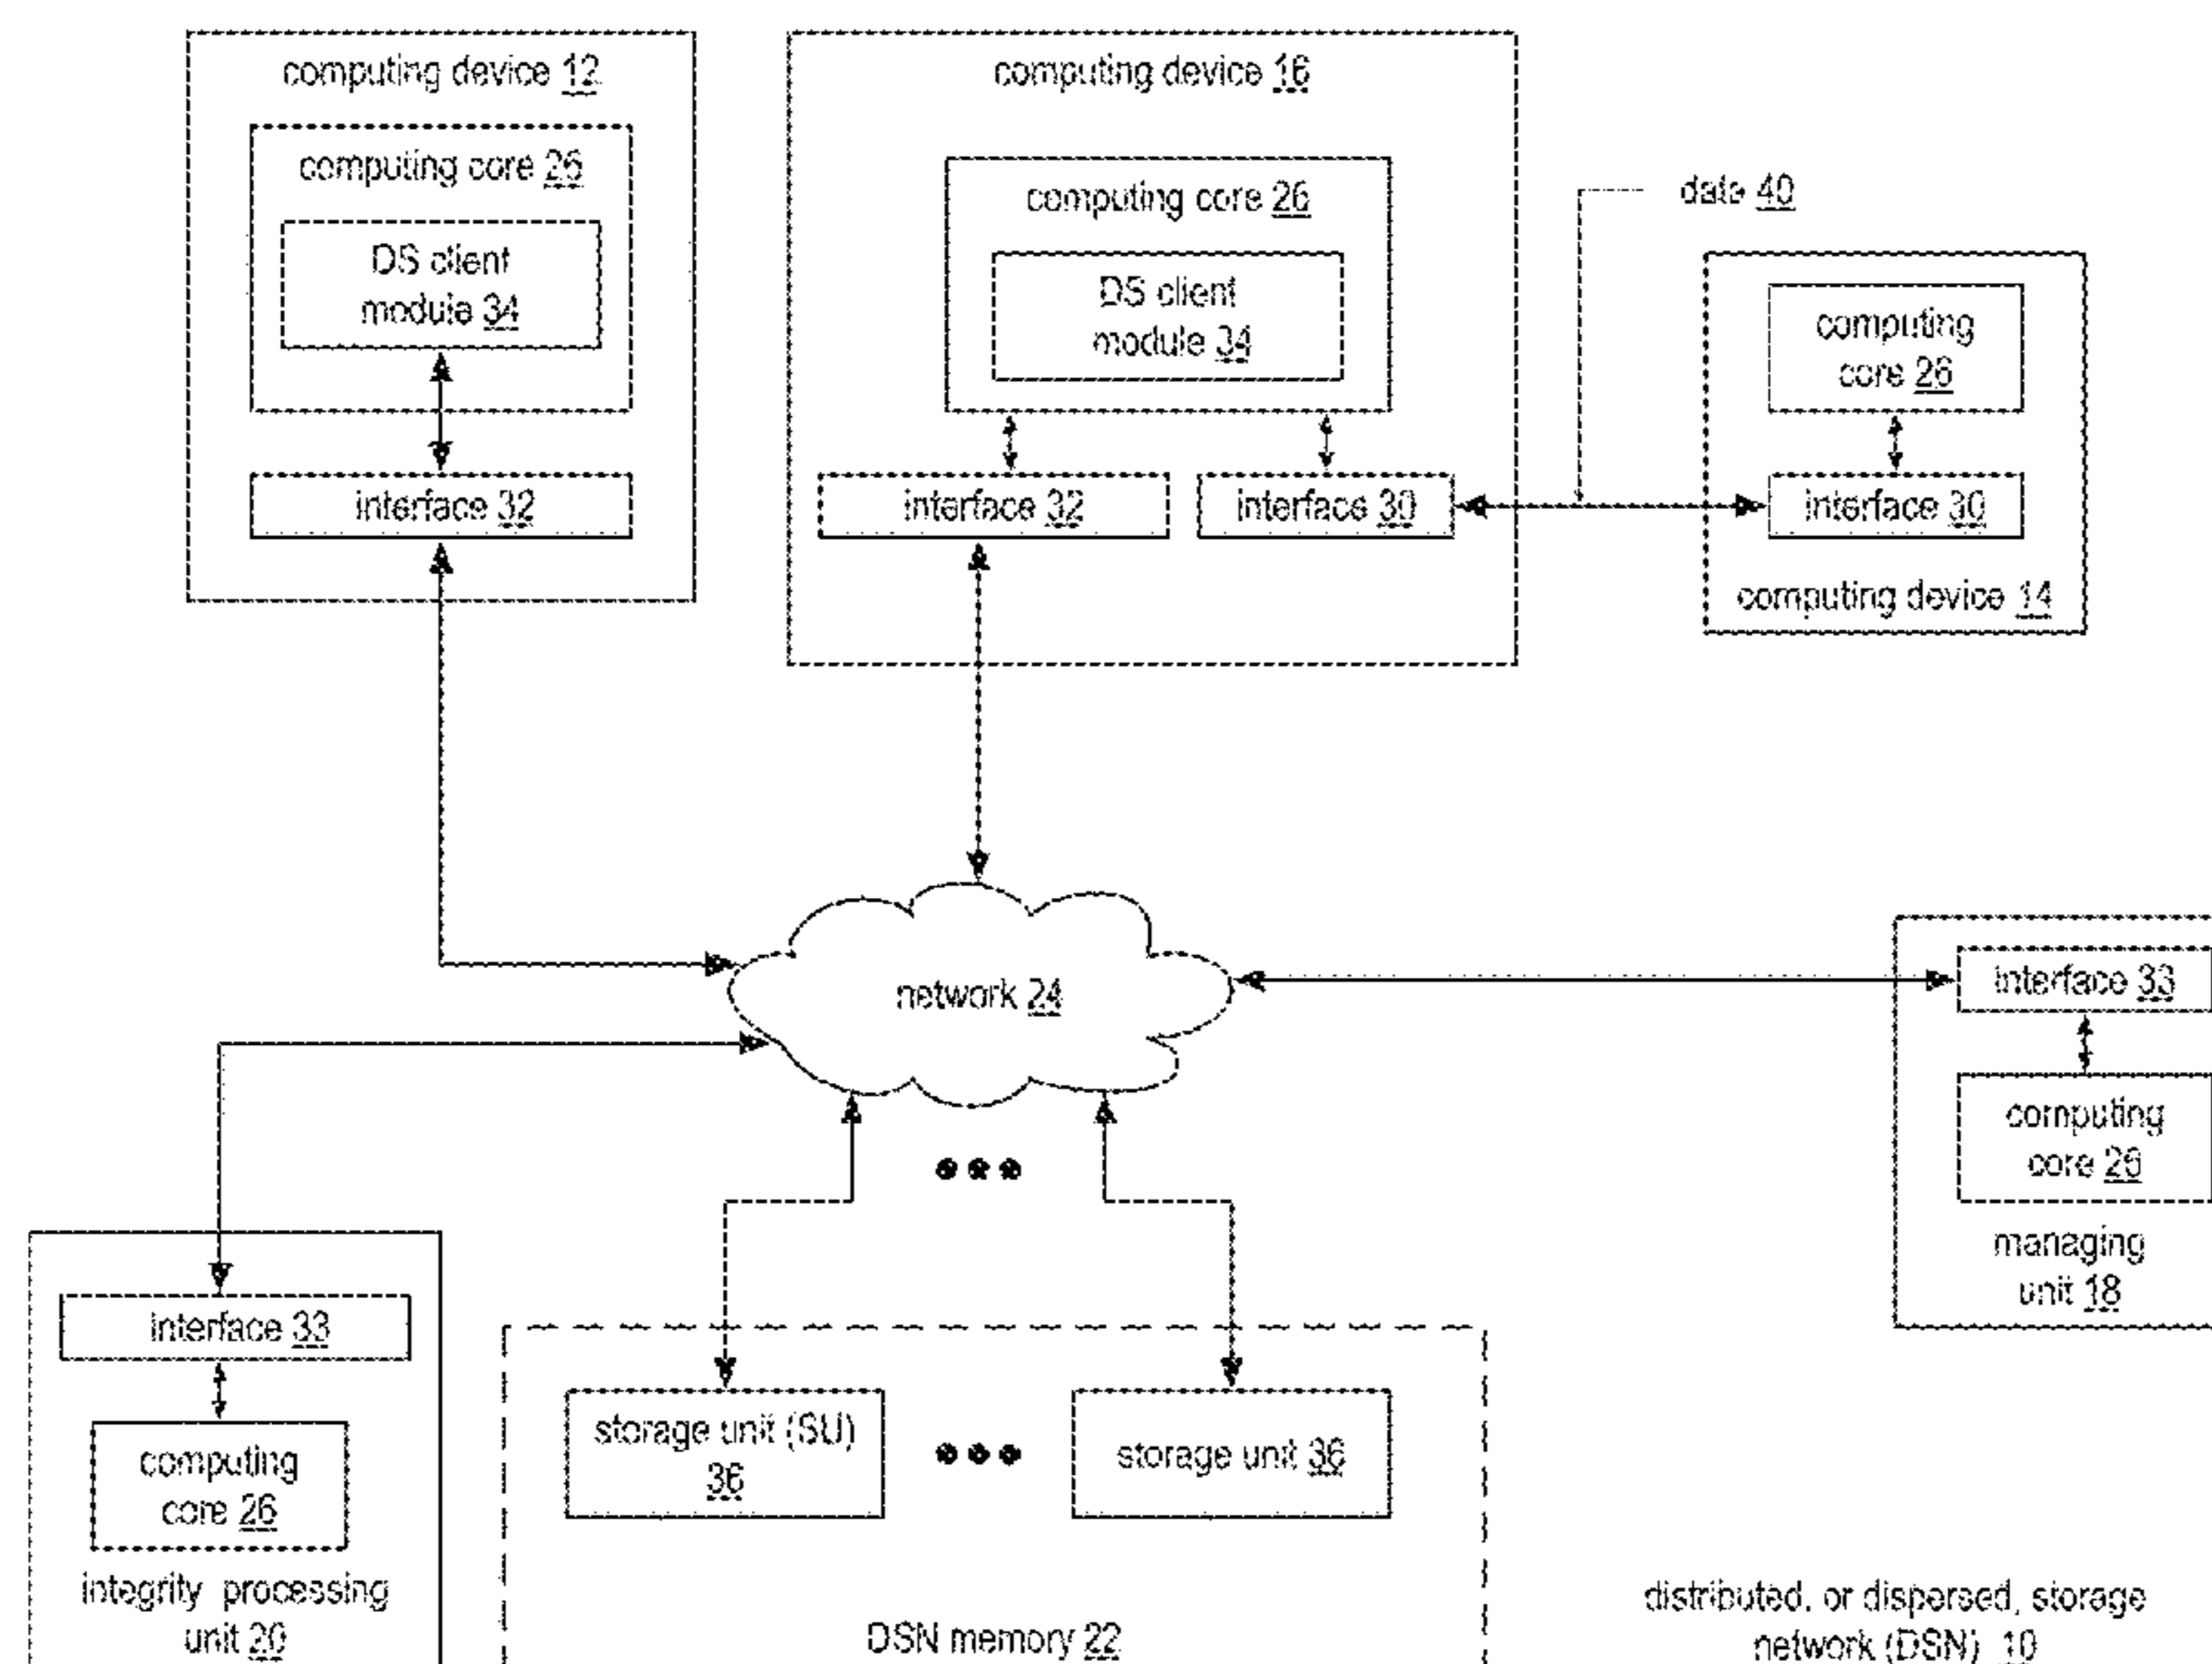 computing device 12
computing core 26
DS client
module 34
interface 32
computing device 16
computing core 26
DS client
module 34
interface 32
interface 30
data 40
computing
core 26
interface 30
computing device 14
network 24
interface 33
computing
core 26
managing
unit 18
interface 33
computing
core 26
integrity processing
unit 20
storage unit (SU)
36
storage unit 36
DSN memory 22
distributed, or dispersed, storage
network (DSN) 10